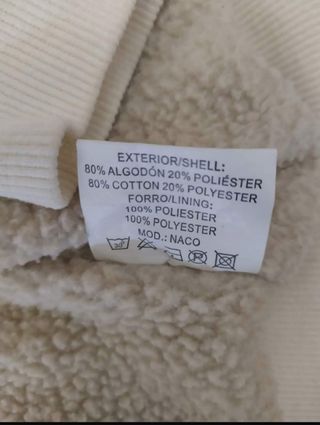 EXTERIOR/SHELL:
80% ALGODÓN 20% POLIÉSTER
80% COTTON 20% POLYESTER
FORRO/LINING:
100% POLIESTER
100% POLYESTER
MOD.: NACO